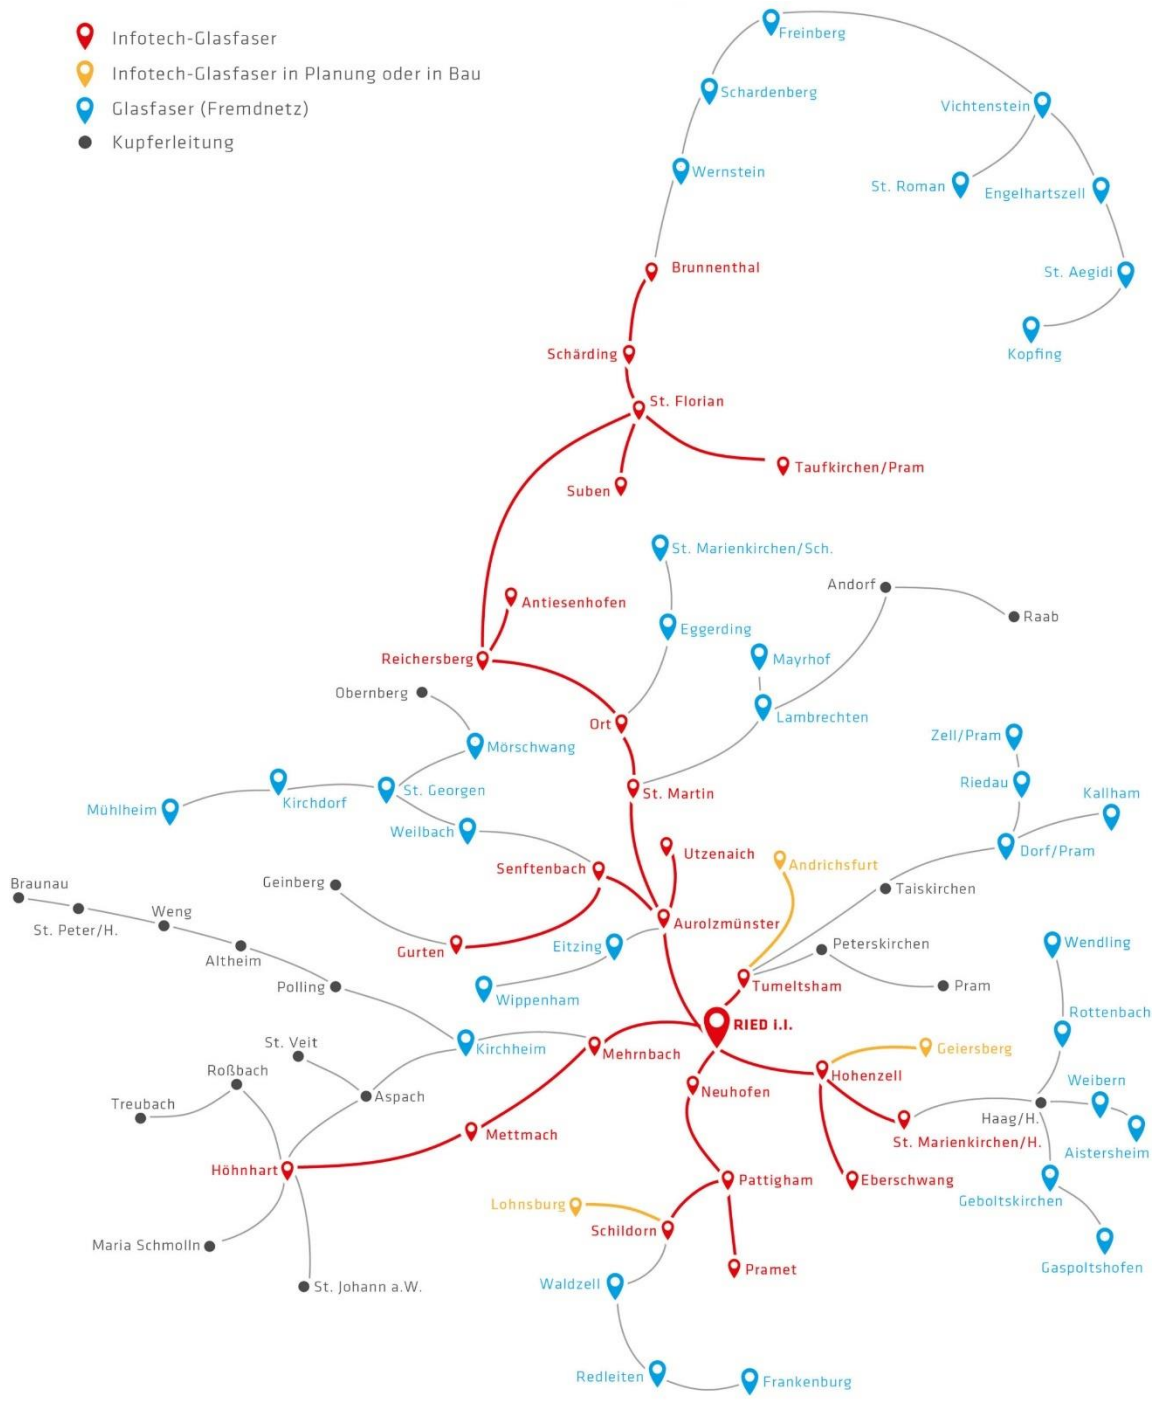 Infotech-Glasfaser
Infotech-Glasfaser in Planung oder in Bau
Glasfaser (Fremdnetz)
Kupferleitung
Freinberg
Schardenberg
Vichtenstein
Wernstein
St. Roman
Engelhartszell
Brunnenthal
St. Aegidi
Schärding
Kopfing
St. Florian
Taufkirchen/Pram
Suben
St. Marienkirchen/Sch.
Andorf
Antiesenhofen
Raab
Eggerding
Reichersberg
Mayrhof
Obernberg
Ort
Lambrechten
Zell/Pram
Mörschwang
Riedau
St. Georgen
St. Martin
Kallham
Kirchdorf
Mühlheim
Weilbach
Dorf/Pram
Utzenaich
Andrichsfurt
Senftenbach
Braunau
Geinberg
Taiskirchen
Weng
St. Peter/H.
Aurolzmünster
Peterskirchen
Wendling
Eitzing
Gurten
Altheim
Polling
Tumeltsham
Pram
Wippenham
Rottenbach
RIED i.I.
St. Veit
Kirchheim
Mehrnbach
Geiersberg
Roßbach
Hohenzell
Weibern
Neuhofen
Aspach
Treubach
Haag/H.
Mettmach
St. Marienkirchen/H.
Aistersheim
Höhnhart
Pattigham
Eberschwang
Lohnsburg
Geboltskirchen
Schildorn
Maria Schmolln
Gaspoltshofen
Pramet
Waldzell
St. Johann a.W.
Redleiten
Frankenburg